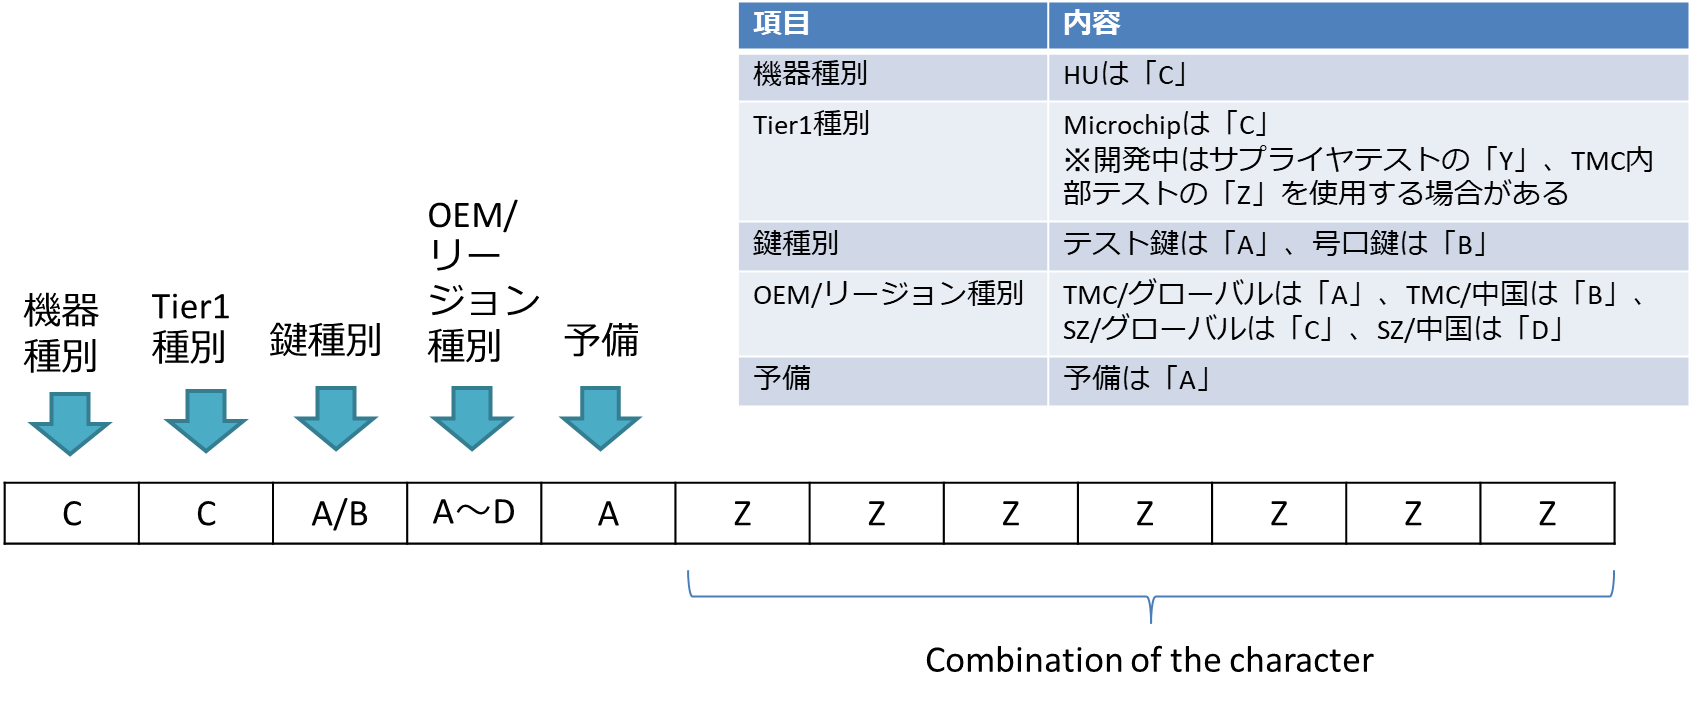 項目 内容
機器種別 HUは「C」
Tier1種別 Microchipは「C」
※開発中はサプライヤテストの「Y」、TMC内
部テストの「Z」を使用する場合がある
鍵種別 テスト鍵は「A」、号口鍵は「B」
OEM/リージョン種別 TMC/グローバルは「A」、TMC/中国は「B」、
SZ/グローバルは「C」、SZ/中国は「D」
予備 予備は「A」
機器
種別
Tier1
種別
鍵種別
OEM/
リー
ジョン
種別
予備
C C A/B A～D A Z Z Z Z Z Z Z
Combination of the character